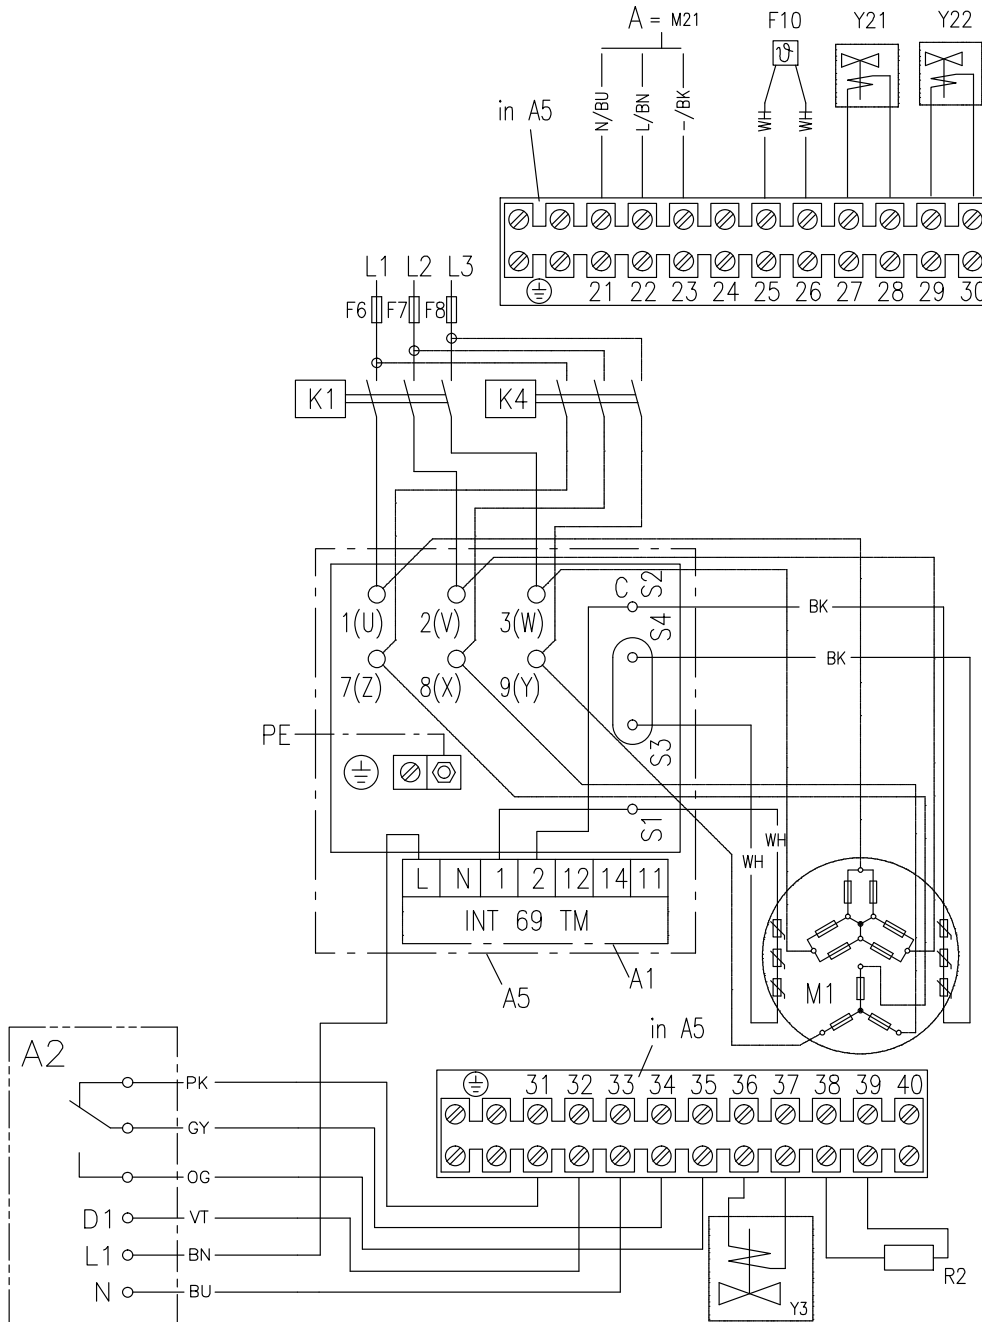 A = M21
F10
Y21
Y22
in A5
N/BU
L/BN
-/BK
ϑ
WH
WH
21 22 23 24 25 26 27 28 29 30
L1 L2 L3
F6 F7 F8
K1
K4
C
S2
BK
1(U) 2(V) 3(W)
S4
BK
7(Z) 8(X) 9(Y)
PE
S3
S1
WH
WH
L N 1 2 12 14 11
INT 69 TM
A1
A5
M1
in A5
A2
PK
GY
OG
D1 VT
L1 BN
N BU
31 32 33 34 35 36 37 38 39 40
Y3
R2